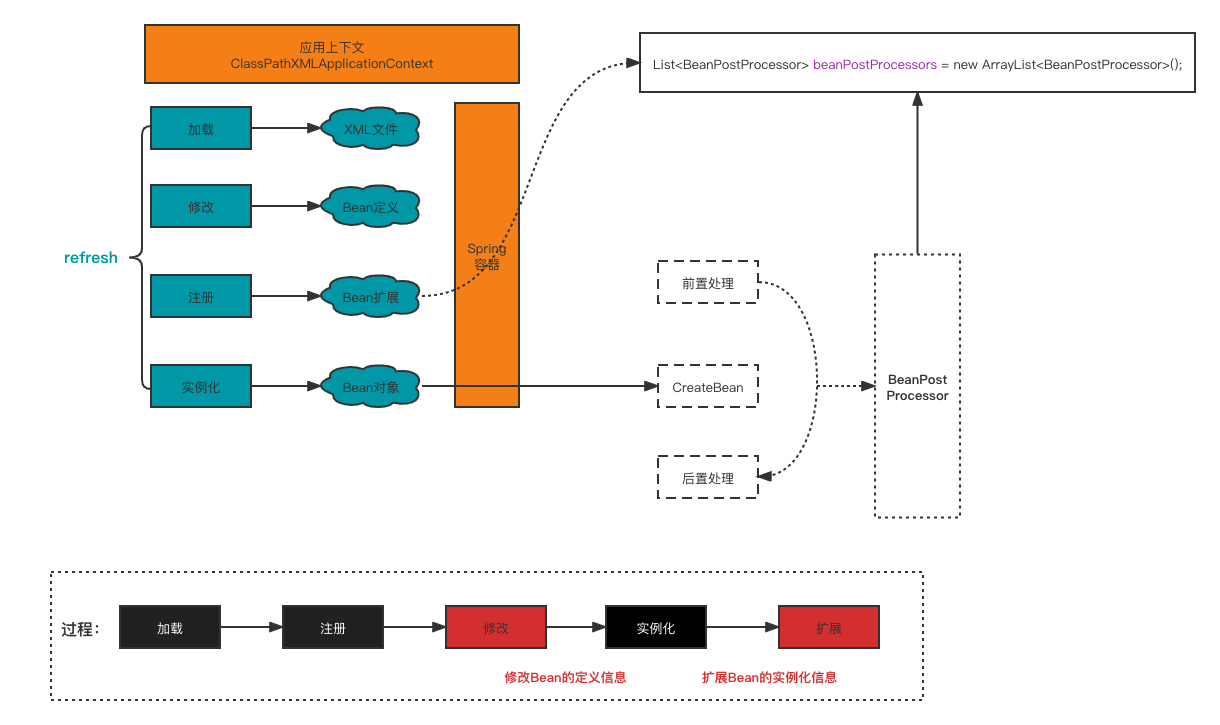 应用上下文
ClassPathXMLApplicationContext
List<BeanPostProcessor> beanPostProcessors = new ArrayList<BeanPostProcessor>();
加载
XML文件
修改
Bean定义
refresh
Spring
容器
注册
Bean扩展
前置处理
实例化
Bean对象
CreateBean
BeanPost
Processor
后置处理
过程：
加载
注册
修改
实例化
扩展
修改Bean的定义信息
扩展Bean的实例化信息